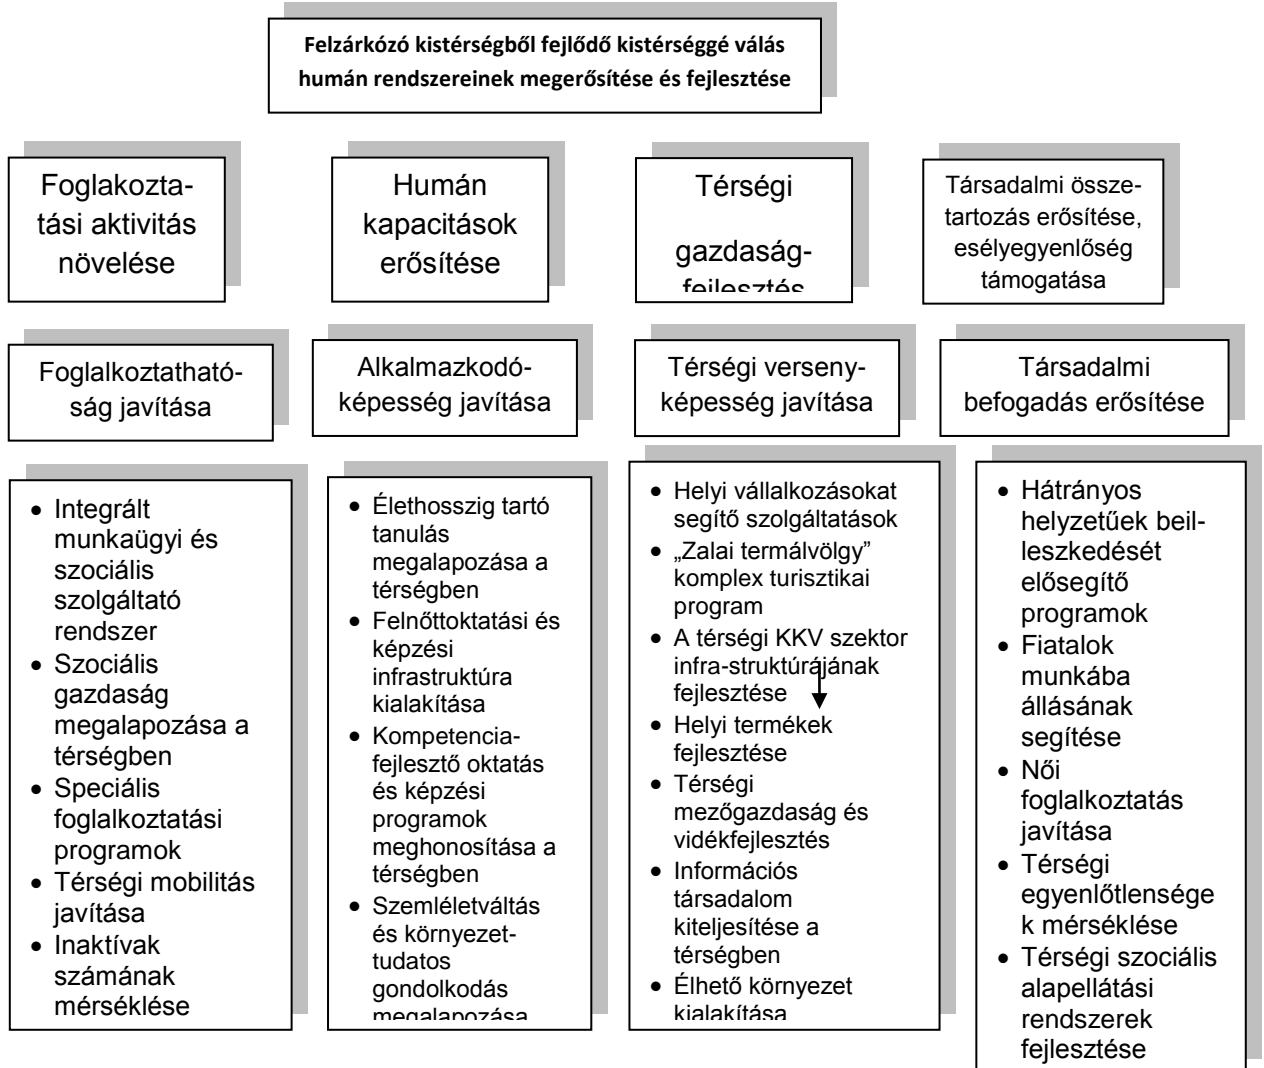 Felzárkózó kistérségből fejlődő kistérséggé válás
humán rendszereinek megerősítése és fejlesztése
Foglakozta-
tási aktivitás
növelése
Humán
kapacitások
erősítése
Térségi
gazdaság-
fejlesztés
Társadalmi össze-
tartozás erősítése,
esélyegyenlőség
támogatása
Foglalkoztatható-
ság javítása
Alkalmazkodó-
képesség javítása
Térségi verseny-
képesség javítása
Társadalmi
befogadás erősítése
• Integrált
munkaügyi és
szociális
szolgáltató
rendszer
• Szociális
gazdaság
megalapozása a
térségben
• Speciális
foglalkoztatási
programok
• Térségi mobilitás
javítása
• Inaktívak
számának
mérséklése
• Élethosszig tartó
tanulás
megalapozása a
térségben
• Felnőttoktatási és
képzési
infrastruktúra
kialakítása
• Kompetencia-
fejlesztő oktatás
és képzési
programok
meghonosítása a
térségben
• Szemléletváltás
és környezet-
tudatos
gondolkodás
megalapozása
• Helyi vállalkozásokat
segítő szolgáltatások
• „Zalai termálvölgy”
komplex turisztikai
program
• A térségi KKV szektor
infra-struktúrájának
fejlesztése
• Helyi termékek
fejlesztése
• Térségi
mezőgazdaság és
vidékfejlesztés
• Információs
társadalom
kiteljesítése a
térségben
• Élhető környezet
kialakítása
• Hátrányos
helyzetűek beil-
leszkedését
elősegítő
programok
• Fiatalok
munkába
állásának
segítése
• Női
foglalkoztatás
javítása
• Térségi
egyenlőtlensége
k mérséklése
• Térségi szociális
alapellátási
rendszerek
fejlesztése